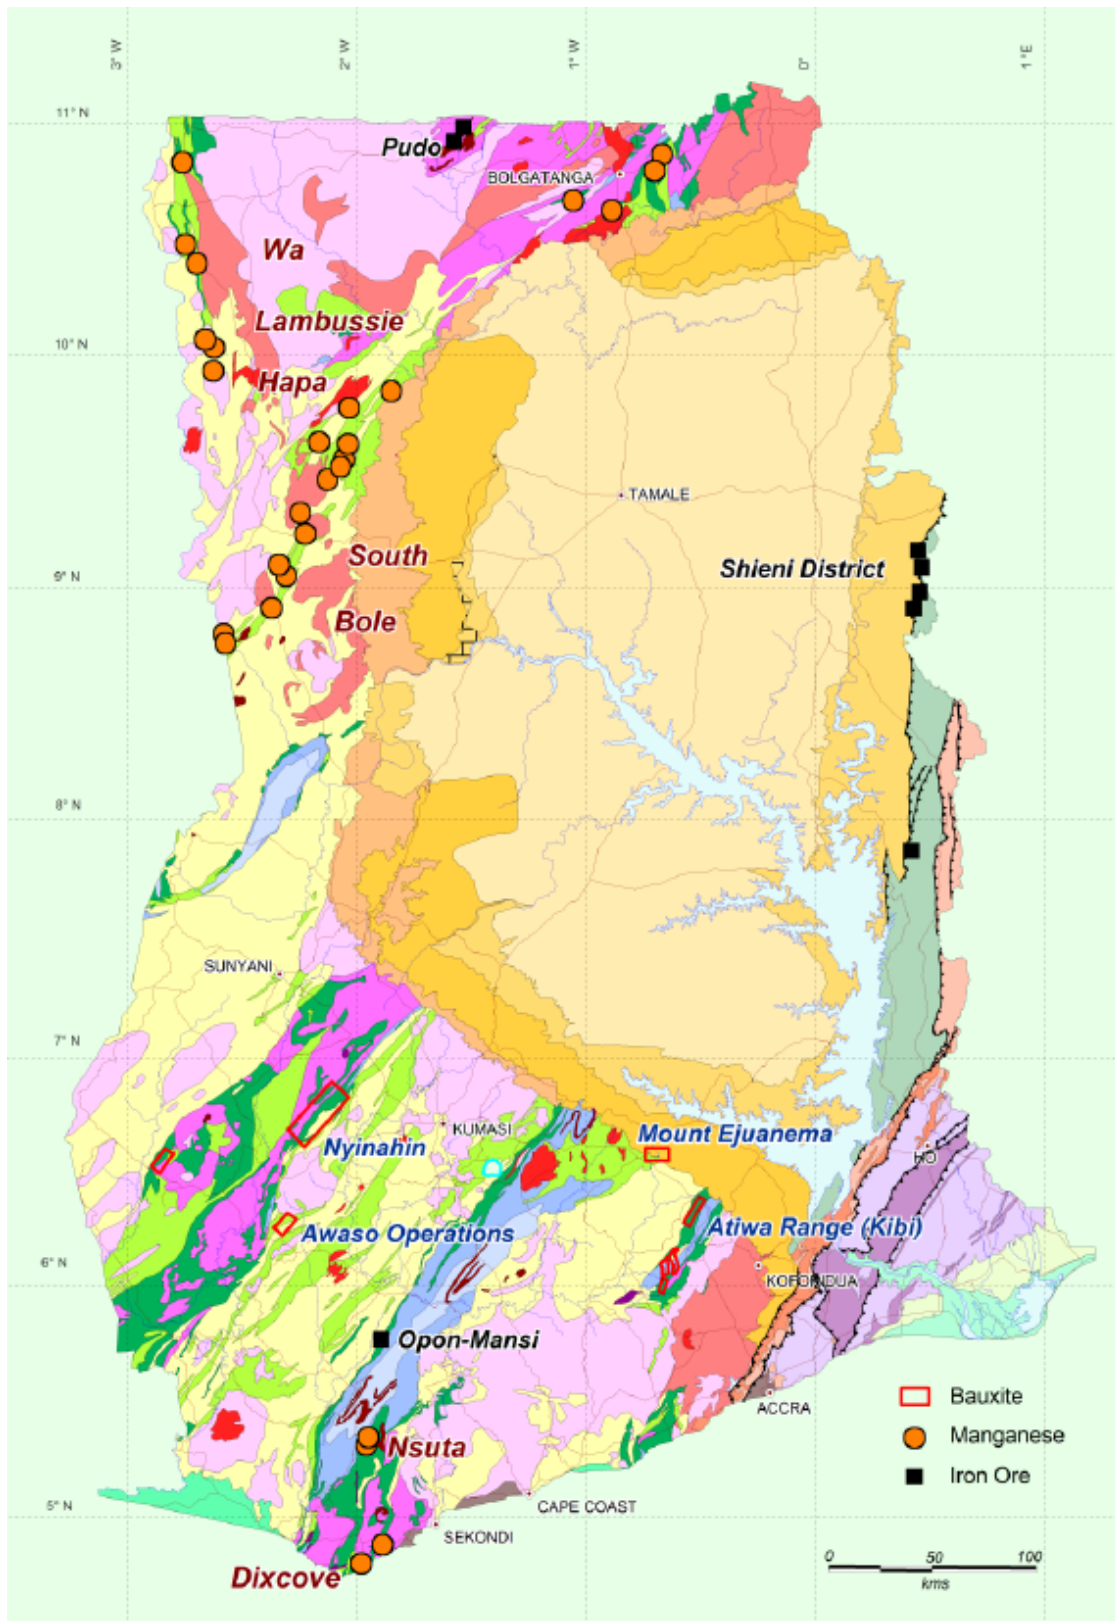 3° W
2° W
1° W
0°
1° E
11° N
Pudo
BOLGATANGA
Wa
Lambussie
10° N
Hapa
TAMALE
South
Shieni District
9° N
Bole
8° N
SUNYANI
7° N
KUMASI
Mount Ejuanema
Nyinahin
HO
Awaso Operations
Atiwa Range (Kibi)
6° N
KOFORIDUA
Opon-Mansi
Bauxite
ACCRA
Manganese
Nsuta
Iron Ore
5° N
CAPE COAST
SEKONDI
Dixcove
0 50 100
kms